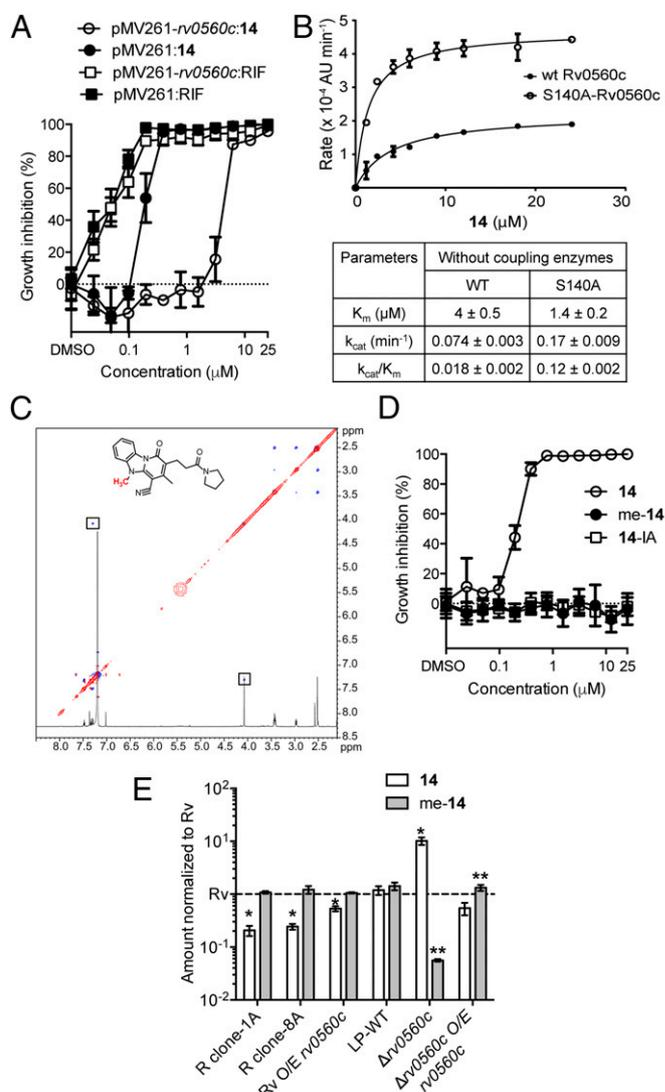 A
pMV261-rv0560c:14
pMV261:14
pMV261-rv0560c:RIF
pMV261:RIF
Growth inhibition (%)
100
80
60
40
20
0
DMSO
0.1
1
10
25
Concentration (μM)
B
Rate (x 10⁻⁴ AU min⁻¹)
5
4
3
2
1
0
10
20
30
14 (μM)
wt Rv0560c
S140A-Rv0560c
Parameters
Without coupling enzymes
WT
S140A
Kₘ (μM)
4 ± 0.5
1.4 ± 0.2
k_cat (min⁻¹)
0.074 ± 0.003
0.17 ± 0.009
k_cat/Kₘ
0.018 ± 0.002
0.12 ± 0.002
C
ppm
2.5
3.0
3.5
4.0
4.5
5.0
5.5
6.0
6.5
7.0
7.5
8.0
8.5
8.0
7.5
7.0
6.5
6.0
5.5
5.0
4.5
4.0
3.5
3.0
2.5
ppm
O
O
N
N
N
H₃C
N
D
Growth inhibition (%)
100
80
60
40
20
0
14
me-14
14-IA
DMSO
0.1
1
10
25
Concentration (μM)
E
Amount normalized to Rv
10²
10¹
Rv
10⁻¹
10⁻²
14
me-14
*
*
*
*
**
**
R clone-1A
R clone-8A
Rv O/E rv0560c
LP-WT
Δrv0560c
Δrv0560c O/E
rv0560c